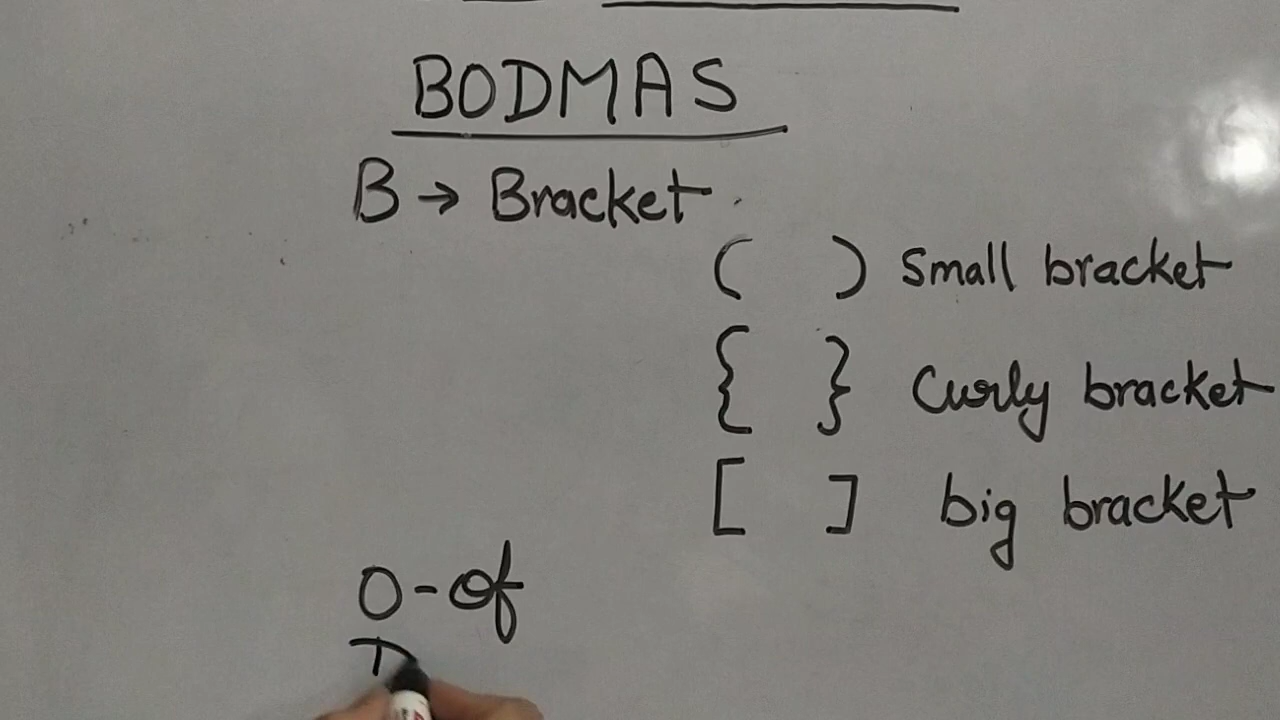 BODMAS
B → Bracket
( ) Small bracket
{ } Curly bracket
[ ] big bracket
O - of
D